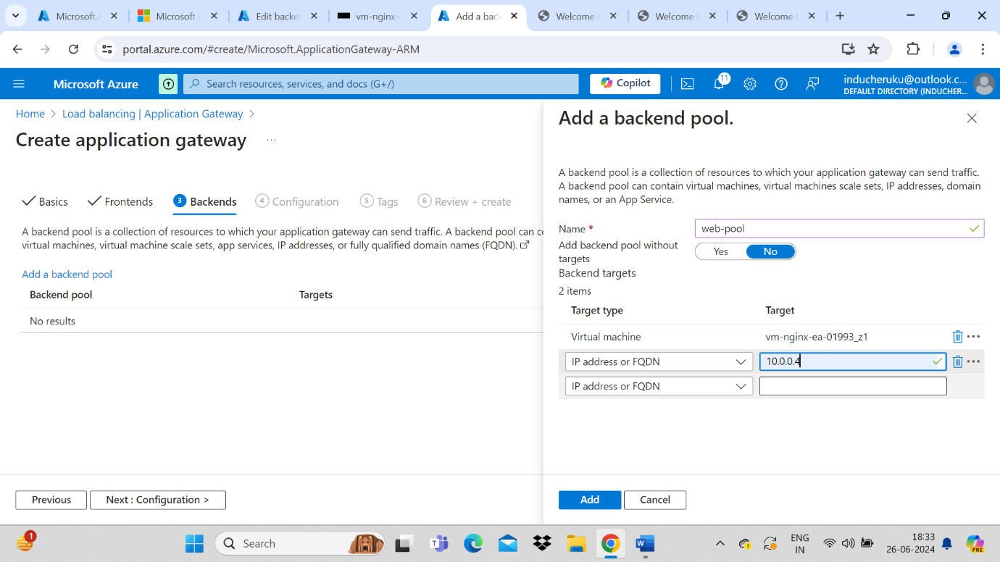 Microsoft A
Microsoft A
Edit backe
vm-nginx-
Add a bac
Welcome t
Welcome t
Welcome t
portal.azure.com/#create/Microsoft.ApplicationGateway-ARM
Microsoft Azure
Search resources, services, and docs (G+/)
Copilot
11
inducheruku@outlook.c...
DEFAULT DIRECTORY (INDUCHER...
Home > Load balancing | Application Gateway >
Create application gateway ...
Basics
Frontends
3 Backends
4 Configuration
5 Tags
6 Review + create
A backend pool is a collection of resources to which your application gateway can send traffic. A backend pool can c
virtual machines, virtual machine scale sets, app services, IP addresses, or fully qualified domain names (FQDN).
Add a backend pool
Backend pool Targets
No results
Previous
Next : Configuration >
Add a backend pool.
A backend pool is a collection of resources to which your application gateway can send traffic.
A backend pool can contain virtual machines, virtual machines scale sets, IP addresses, domain
names, or an App Service.
Name * web-pool
Add backend pool without
targets
Yes No
Backend targets
2 items
Target type Target
Virtual machine vm-nginx-ea-01993_z1
IP address or FQDN 10.0.0.4
IP address or FQDN
Add
Cancel
1
Search
ENG
IN
18:33
26-06-2024
PRE